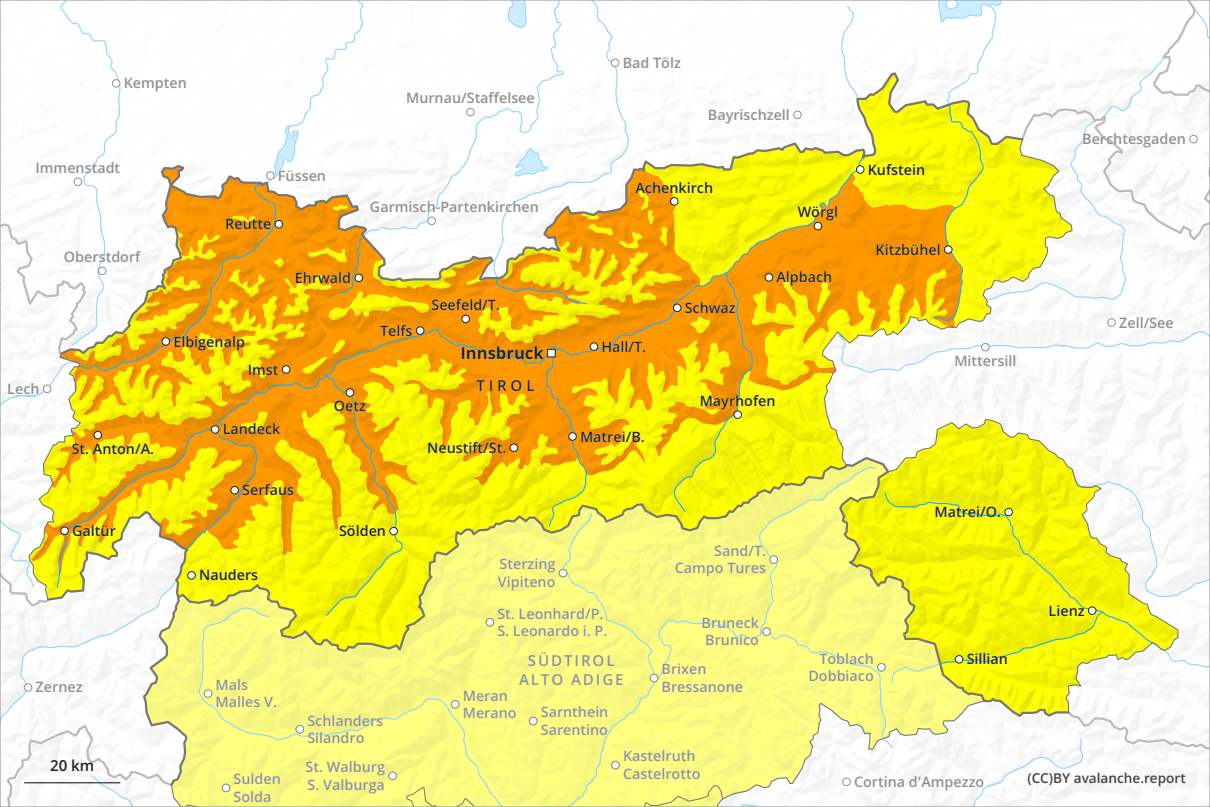 Kempten
Bad Tölz
Murnau/Staffelsee
Bayrischzell
Berchtesgaden
Immenstadt
Füssen
Kufstein
Achenkirch
Garmisch-Partenkirchen
Reutte
Wörgl
Kitzbühel
Oberstdorf
Ehrwald
Alpbach
Seefeld/T.
Schwaz
Telfs
Zell/See
Elbigenalp
Innsbruck
Hall/T.
Mittersill
Imst
TIROL
Lech
Oetz
Mayrhofen
Landeck
St. Anton/A.
Neustift/St.
Matrei/B.
Serfaus
Matrei/O.
Galtür
Sölden
Sterzing
Vipiteno
Sand/T.
Campo Tures
Nauders
St. Leonhard/P.
S. Leonardo i. P.
Lienz
Bruneck
Brunico
SÜDTIROL
ALTO ADIGE
Toblach
Dobbiaco
Sillian
Brixen
Bressanone
Zernez
Mals
Malles V.
Meran
Merano
Sarnthein
Sarentino
Schlanders
Silandro
Kastelruth
Castelrotto
20 km
St. Walburg
S. Valburga
Sulden
Solda
Cortina d'Ampezzo
(CC)BY avalanche.report